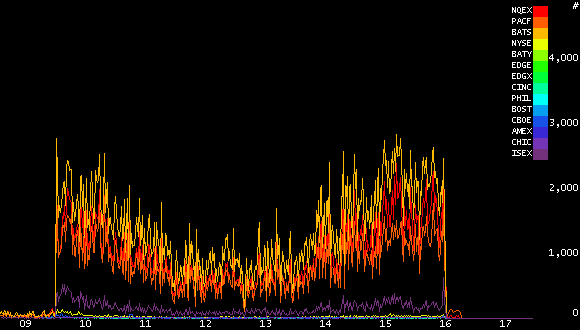 #
NQEX
PACF
BATS
NYSE
BATY
EDGE
EDGX
CINC
PHIL
BOST
CBOE
AMEX
CHIC
ISEX
4,000
3,000
2,000
1,000
0
09 10 11 12 13 14 15 16 17